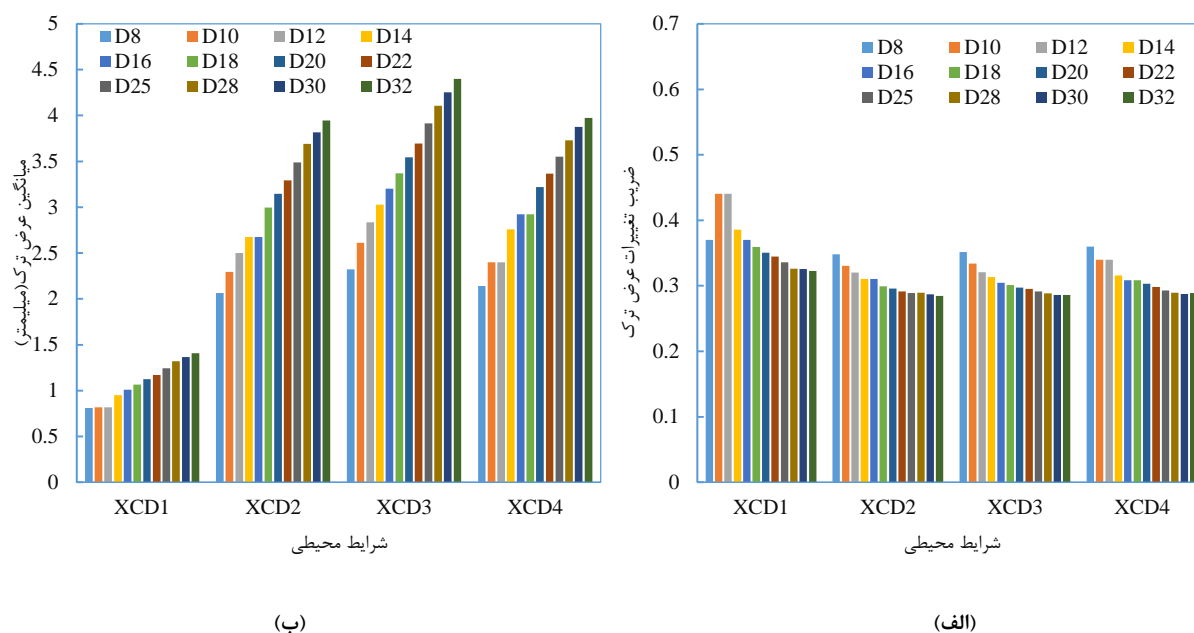 ضریب تغییرات عرض ترک
0.7
0.6
0.5
0.4
0.3
0.2
0.1
0
D8 D10 D12 D14
D16 D18 D20 D22
D25 D28 D30 D32
XCD1 XCD2 XCD3 XCD4
شرایط محیطی
(الف)
میانگین عرض ترک(میلیمتر)
5
4.5
4
3.5
3
2.5
2
1.5
1
0.5
0
D8 D10 D12 D14
D16 D18 D20 D22
D25 D28 D30 D32
XCD1 XCD2 XCD3 XCD4
شرایط محیطی
(ب)